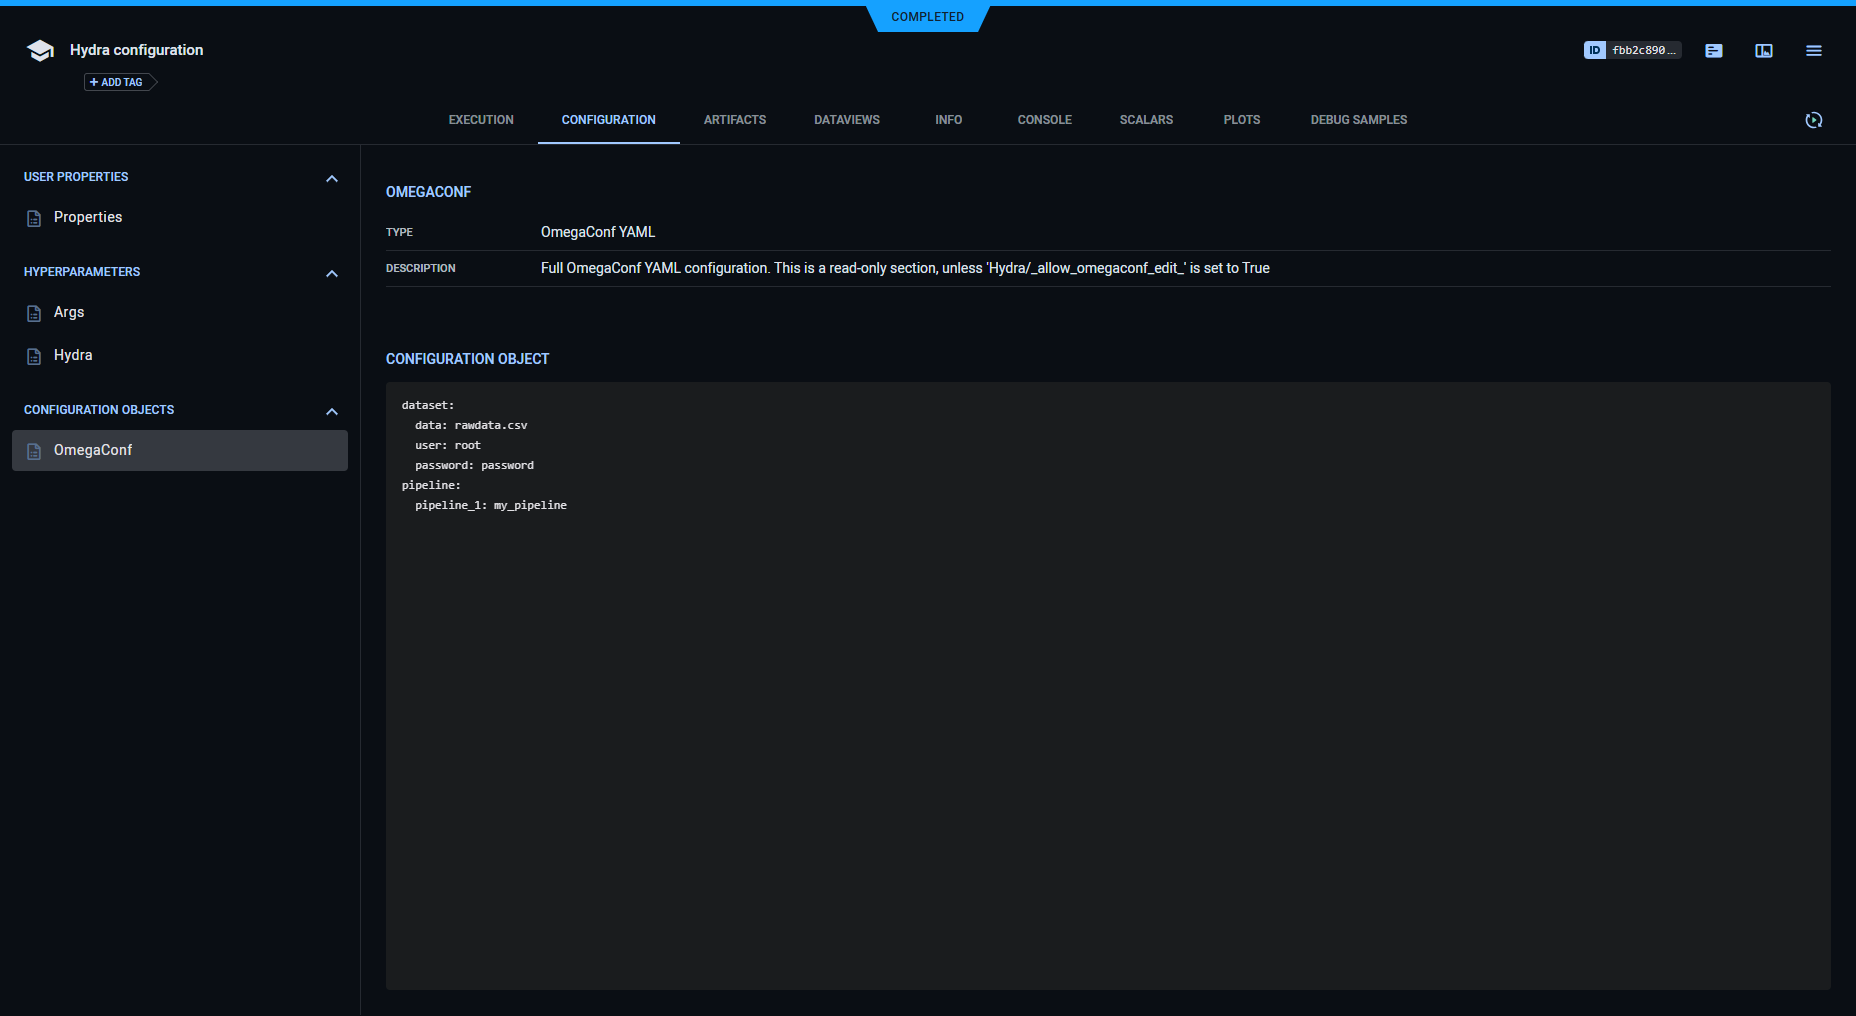 COMPLETED
Hydra configuration
ID fbb2c890...
+ ADD TAG
EXECUTION CONFIGURATION ARTIFACTS DATAVIEWS INFO CONSOLE SCALARS PLOTS DEBUG SAMPLES
USER PROPERTIES
Properties
HYPERPARAMETERS
Args
Hydra
CONFIGURATION OBJECTS
OmegaConf
OMEGACONF
TYPE OmegaConf YAML
DESCRIPTION Full OmegaConf YAML configuration. This is a read-only section, unless 'Hydra/_allow_omegaconf_edit_' is set to True
CONFIGURATION OBJECT
dataset:
  data: rawdata.csv
  user: root
  password: password
pipeline:
  pipeline_1: my_pipeline